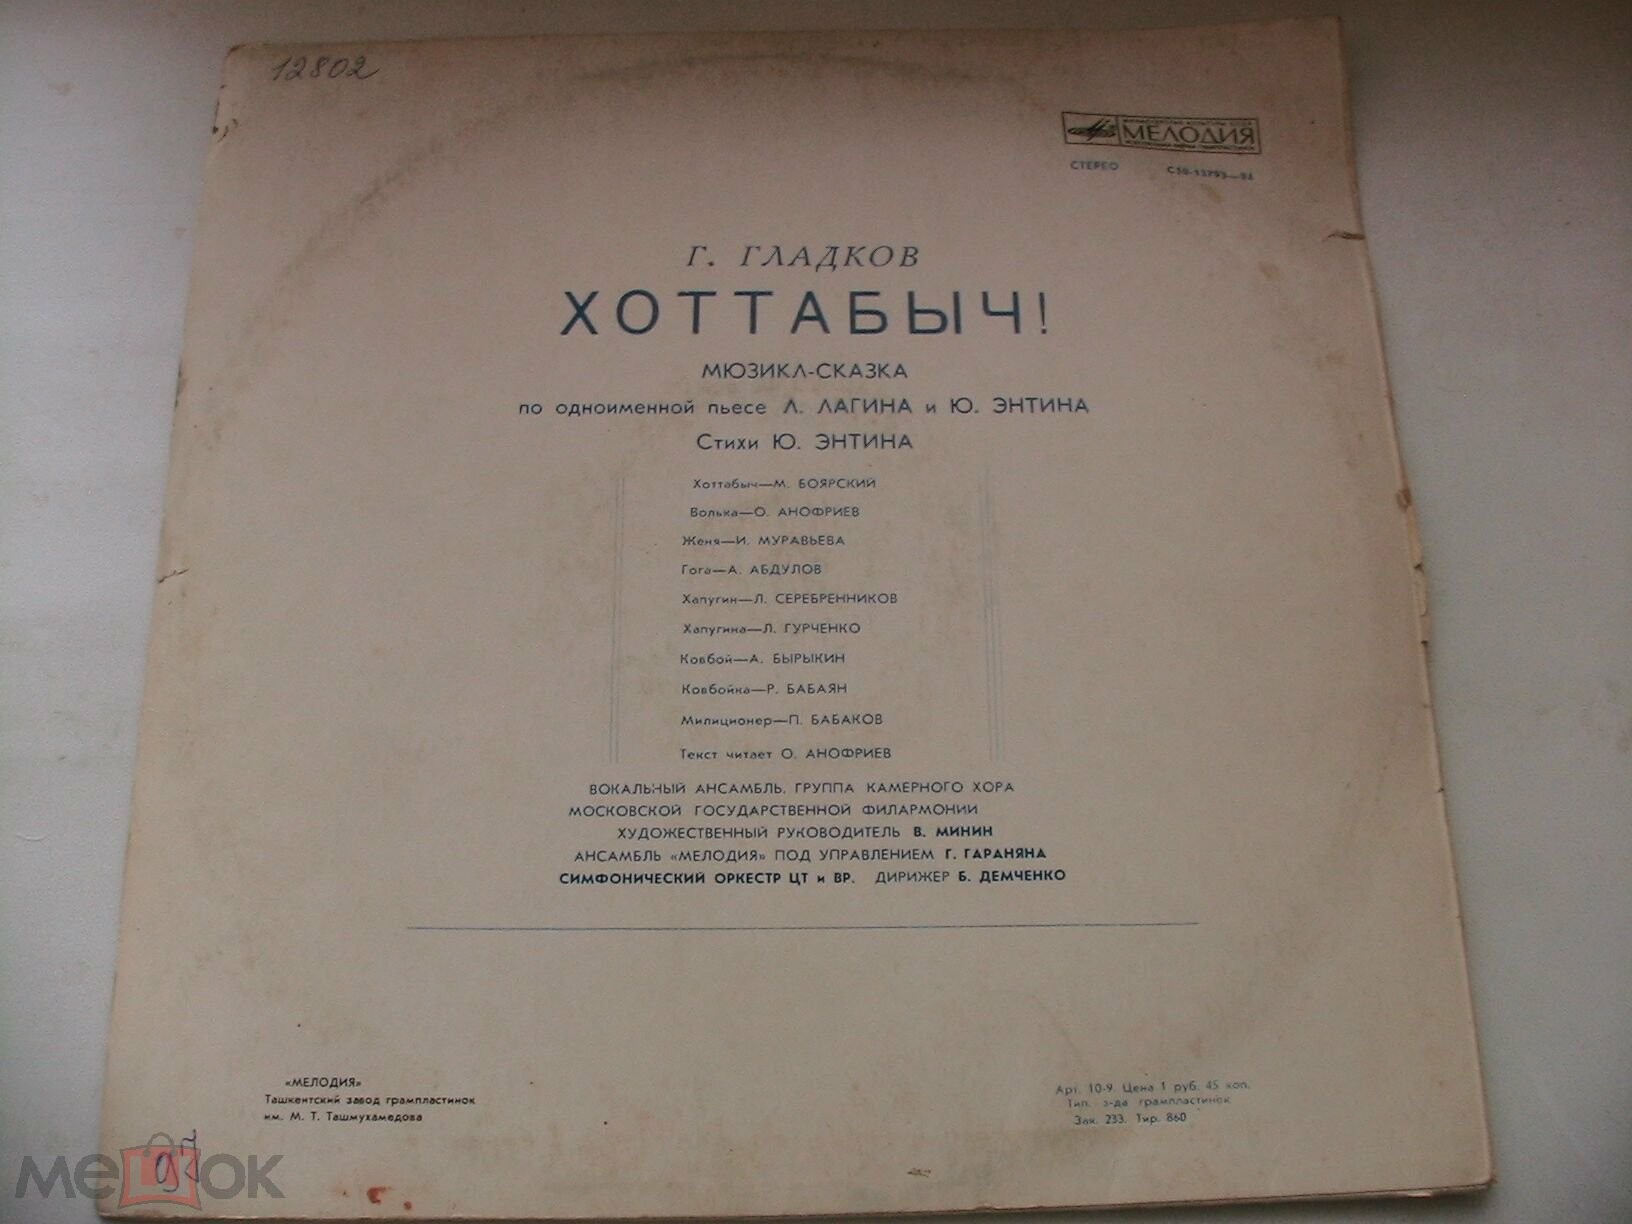 12802
МЕЛОДИЯ
СТЕРЕО
Г. ГЛАДКОВ
ХОТТАБЫЧ!
МЮЗИКЛ-СКАЗКА
по одноименной пьесе Л. ЛАГИНА и Ю. ЭНТИНА
Стихи Ю. ЭНТИНА
Хоттабыч—М. БОЯРСКИЙ
Волька—О. АНОФРИЕВ
Женя—И. МУРАВЬЕВА
Гога—А. АБДУЛОВ
Хапугин—Л. СЕРЕБРЕННИКОВ
Хапугина—Л. ГУРЧЕНКО
Ковбой—А. БЫРЫКИН
Ковбойка—Р. БАБАЯН
Милиционер—П. БАБАКОВ
Текст читает О. АНОФРИЕВ
ВОКАЛЬНЫЙ АНСАМБЛЬ, ГРУППА КАМЕРНОГО ХОРА
МОСКОВСКОЙ ГОСУДАРСТВЕННОЙ ФИЛАРМОНИИ
ХУДОЖЕСТВЕННЫЙ РУКОВОДИТЕЛЬ В. МИНИН
АНСАМБЛЬ «МЕЛОДИЯ» ПОД УПРАВЛЕНИЕМ Г. ГАРАНЯНА
СИМФОНИЧЕСКИЙ ОРКЕСТР ЦТ и ВР. ДИРИЖЕР Б. ДЕМЧЕНКО
«МЕЛОДИЯ»
Ташкентский завод грампластинок
им. М. Т. Ташмухамедова
Арт. 10-9. Цена 1 руб. 45 коп.
Тип. з-да грампластинок
Зак. 233. Тир. 860
мешок